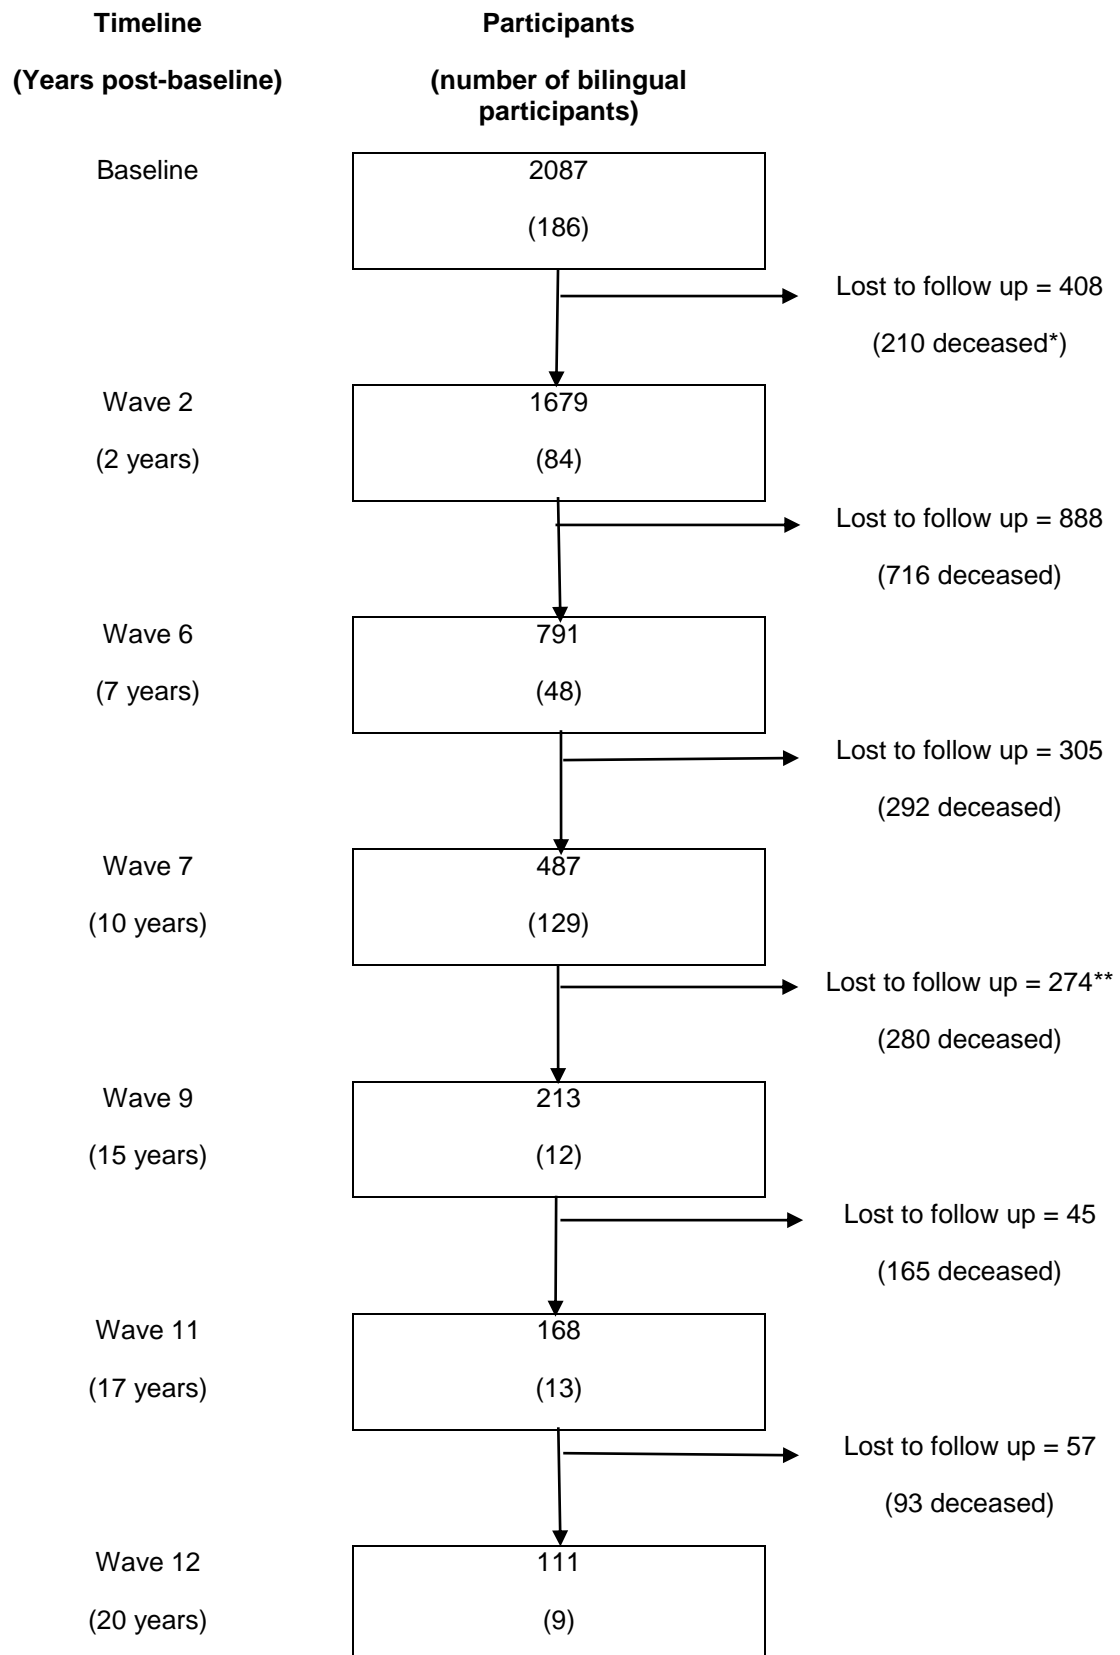 Timeline
(Years post-baseline)
Participants
(number of bilingual
participants)
Baseline
2087
(186)
Lost to follow up = 408
(210 deceased*)
Wave 2
(2 years)
1679
(84)
Lost to follow up = 888
(716 deceased)
Wave 6
(7 years)
791
(48)
Lost to follow up = 305
(292 deceased)
Wave 7
(10 years)
487
(129)
Lost to follow up = 274**
(280 deceased)
Wave 9
(15 years)
213
(12)
Lost to follow up = 45
(165 deceased)
Wave 11
(17 years)
168
(13)
Lost to follow up = 57
(93 deceased)
Wave 12
(20 years)
111
(9)